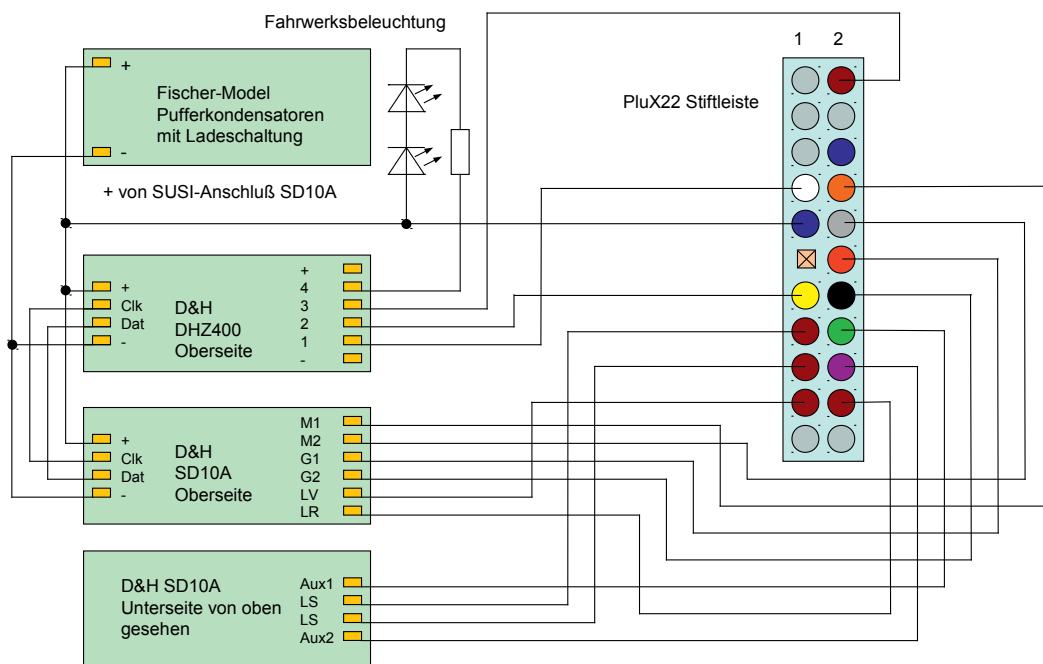 Fahrwerksbeleuchtung
1 2
+
Fischer-Model
Pufferkondensatoren
mit Ladeschaltung
-
PluX22 Stiftleiste
+ von SUSI-Anschluß SD10A
+
Clk
Dat
-
D&H
DHZ400
Oberseite
+
4
3
2
1
-
+
Clk
Dat
-
D&H
SD10A
Oberseite
M1
M2
G1
G2
LV
LR
D&H SD10A
Unterseite von oben
gesehen
Aux1
LS
LS
Aux2